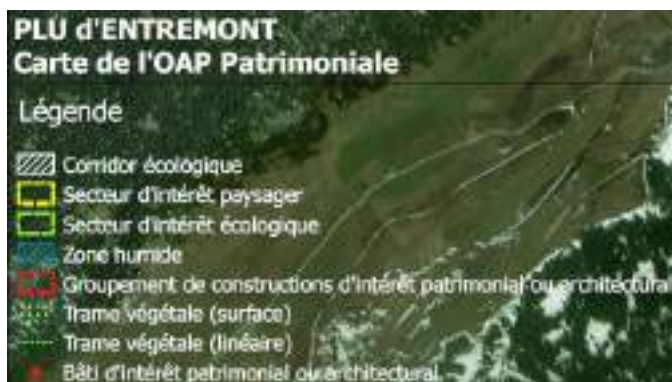 PLU d'ENTREMONT
Carte de l'OAP Patrimoniale
Légende
Corridor écologique
Secteur d'intérêt paysager
Secteur d'intérêt écologique
Zone humide
Groupement de constructions d'intérêt patrimonial ou architectural
Trame végétale (surface)
Trame végétale (linéaire)
Bâti d'intérêt patrimonial ou architectural